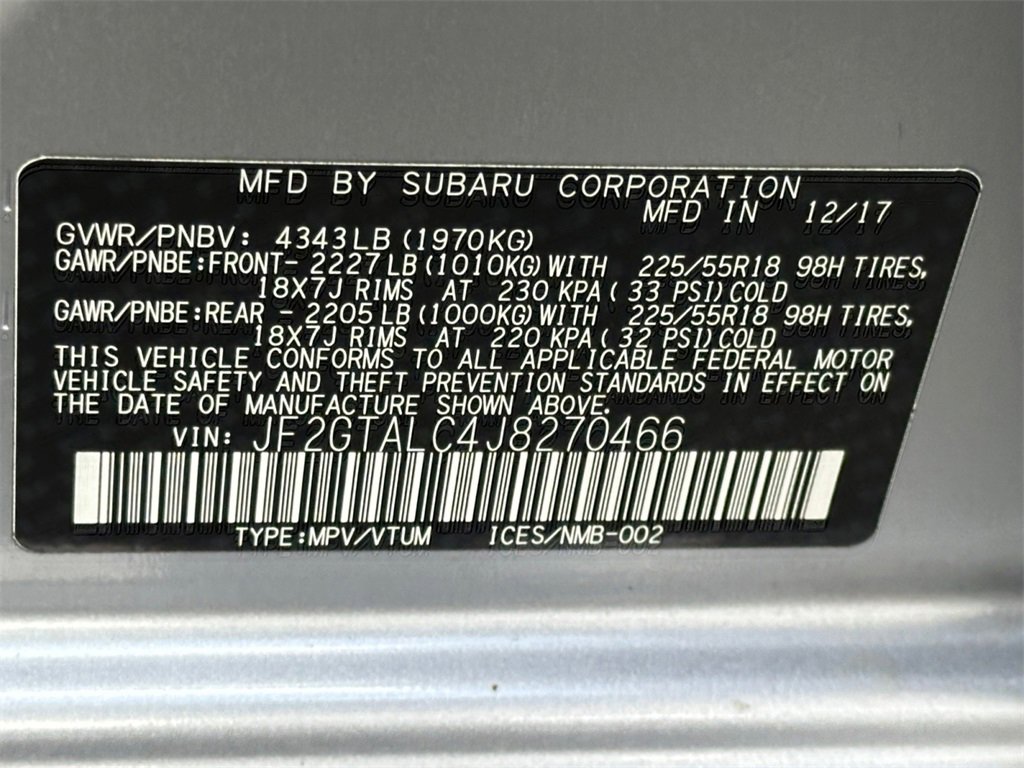 MFD BY SUBARU CORPORATION
MFD IN 12/17
GVWR/PNBV: 4343LB (1970KG)
GAWR/PNBE:FRONT- 2227LB(1010KG)WITH 225/55R18 98H TIRES,
18X7J RIMS AT 230 KPA( 33 PSI)COLD
GAWR/PNBE:REAR - 2205LB(1000KG)WITH 225/55R18 98H TIRES,
18X7J RIMS AT 220 KPA( 32 PSI)COLD
THIS VEHICLE CONFORMS TO ALL APPLICABLE FEDERAL MOTOR
VEHICLE SAFETY AND THEFT PREVENTION STANDARDS IN EFFECT ON
THE DATE OF MANUFACTURE SHOWN ABOVE.
VIN: JF2GTALC4J8270466
TYPE:MPV/VTUM ICES/NMB-002